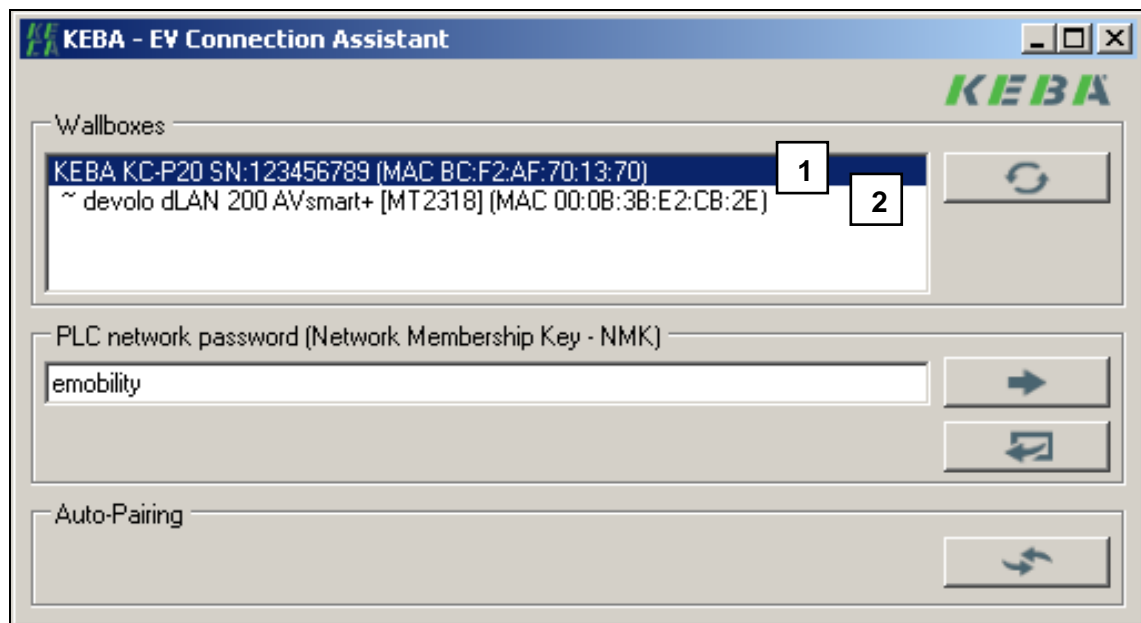 KEBA - EV Connection Assistant
KEBA
Wallboxes
KEBA KC-P20 SN:123456789 (MAC BC:F2:AF:70:13:70)
1
~ devolo dLAN 200 AVsmart+ [MT2318] (MAC 00:0B:3B:E2:CB:2E)
2
PLC network password (Network Membership Key - NMK)
emobility
Auto-Pairing